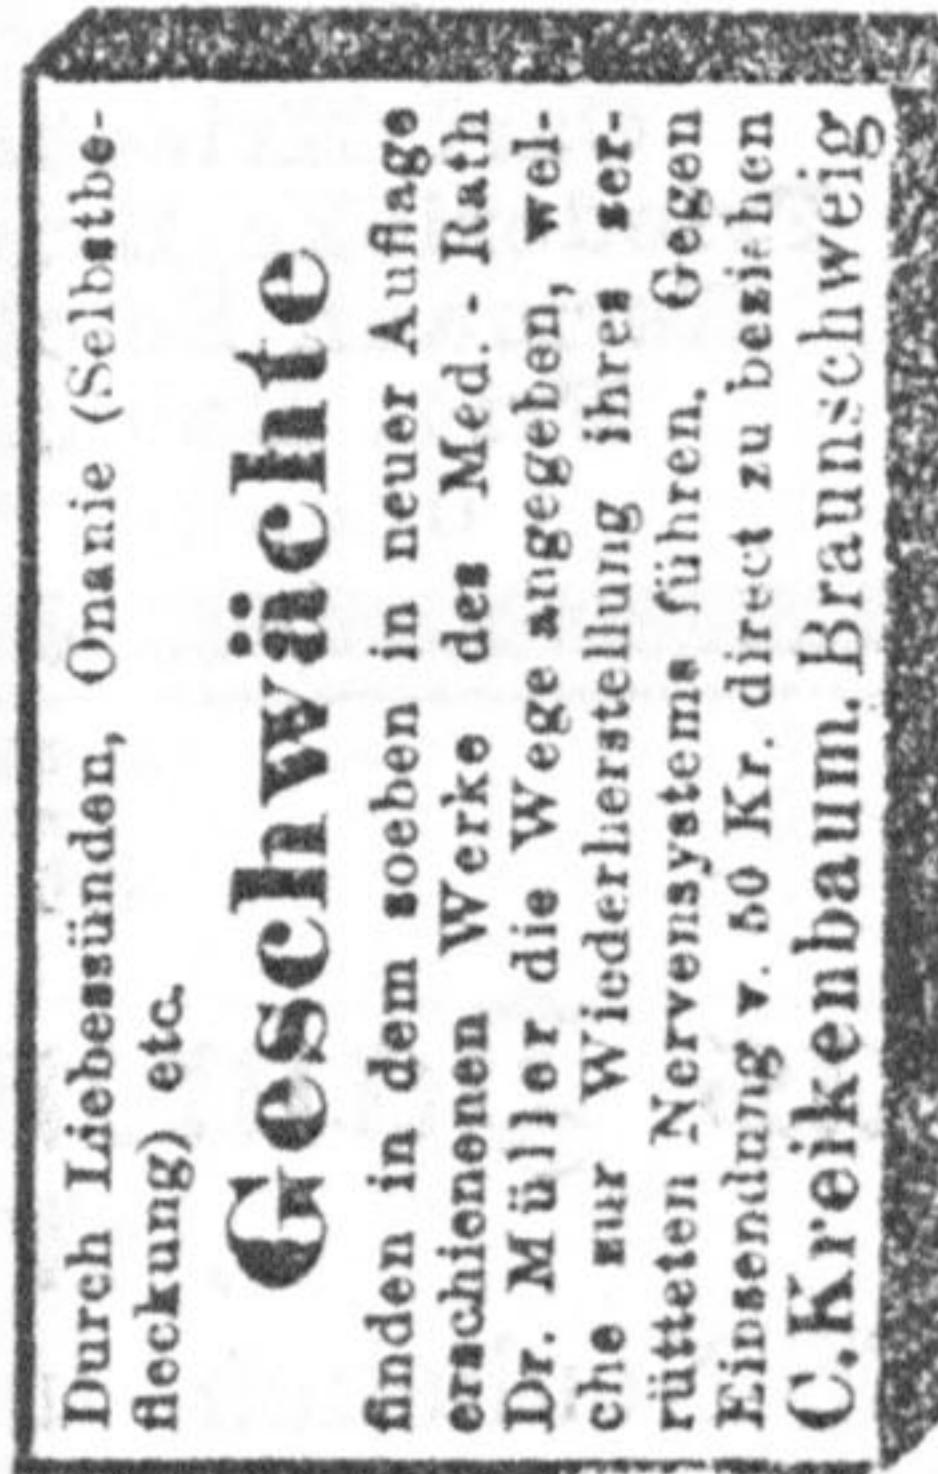 Durch Liebessünden, Onanie (Selbstbe-
fleckung) etc.
Geschwächte
finden in dem soeben in neuer Auflage
erschienenen Werke des Med.-Rath
Dr. Müller die Wege angegeben, wel-
che zur Wiederherstellung ihres zer-
rütteten Nervensystems führen. Gegen
Einsendung v. 50 Kr. direct zu beziehen
C. Kreikenbaum. Braunschweig